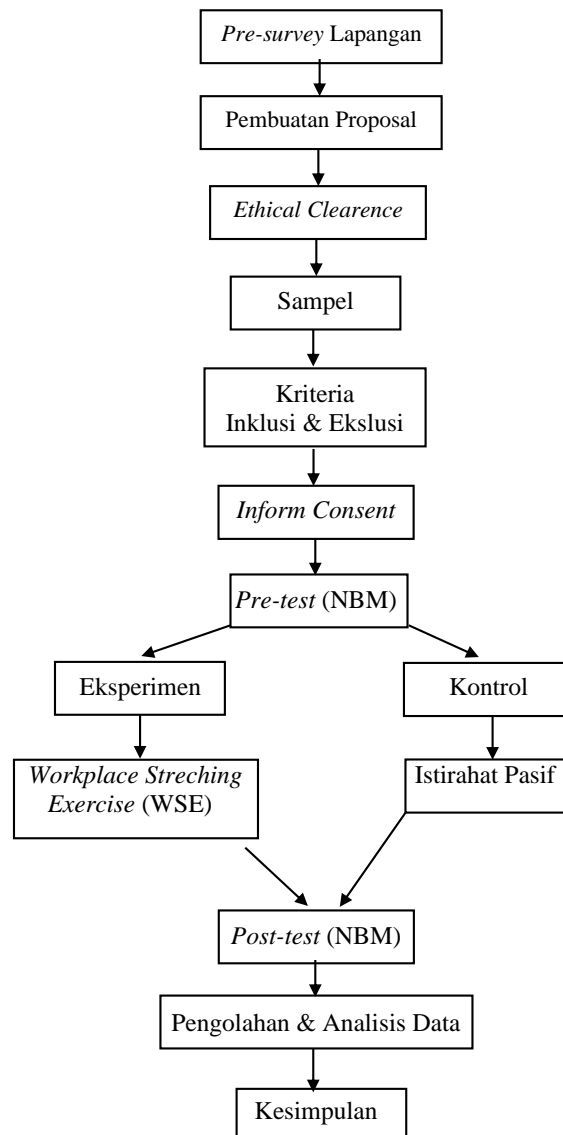 Pre-survey Lapangan
Pembuatan Proposal
Ethical Clearence
Sampel
Kriteria
Inklusi & Ekslusi
Inform Consent
Pre-test (NBM)
Eksperimen
Kontrol
Workplace Streching
Exercise (WSE)
Istirahat Pasif
Post-test (NBM)
Pengolahan & Analisis Data
Kesimpulan